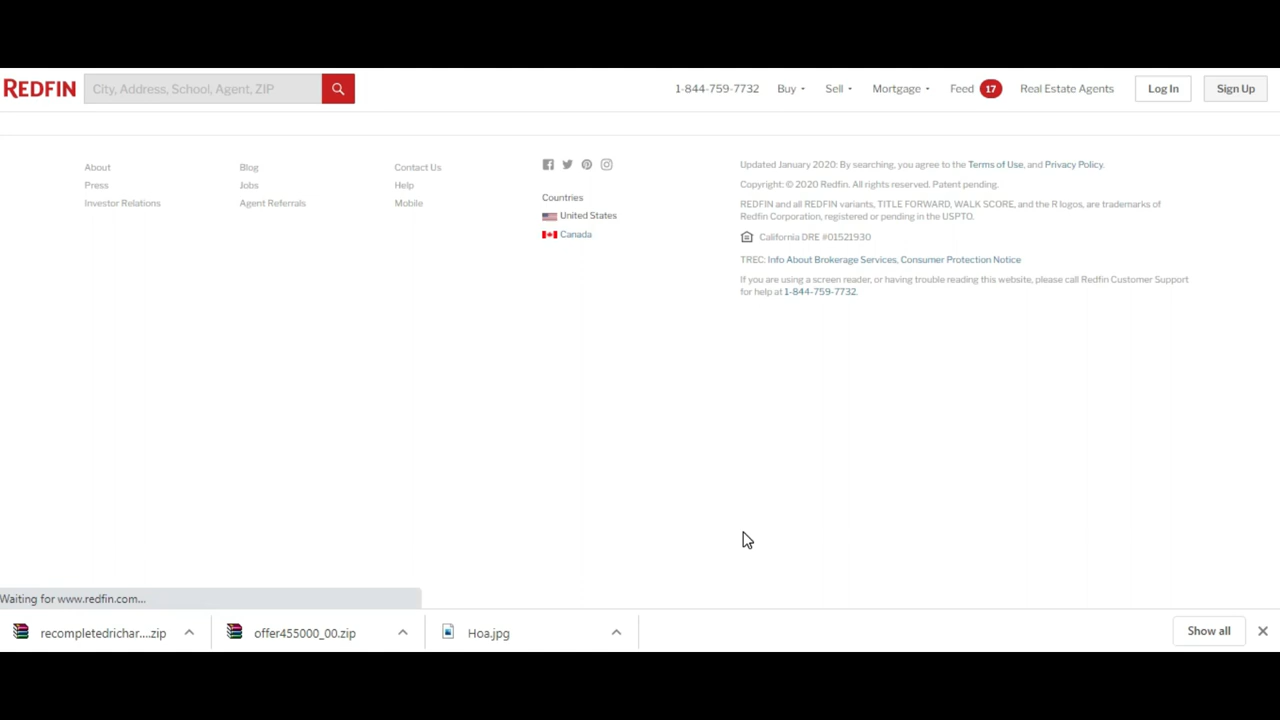 REDFIN
City, Address, School, Agent, ZIP
1-844-759-7732
Buy
Sell
Mortgage
Feed
17
Real Estate Agents
Log In
Sign Up
About
Press
Investor Relations
Blog
Jobs
Agent Referrals
Contact Us
Help
Mobile
Countries
United States
Canada
Updated January 2020: By searching, you agree to the Terms of Use, and Privacy Policy.
Copyright: © 2020 Redfin. All rights reserved. Patent pending.
REDFIN and all REDFIN variants, TITLE FORWARD, WALK SCORE, and the R logos, are trademarks of
Redfin Corporation, registered or pending in the USPTO.
California DRE #01521930
TREC: Info About Brokerage Services, Consumer Protection Notice
If you are using a screen reader, or having trouble reading this website, please call Redfin Customer Support
for help at 1-844-759-7732.
Waiting for www.redfin.com...
recompletedrichar....zip
offer455000_00.zip
Hoa.jpg
Show all